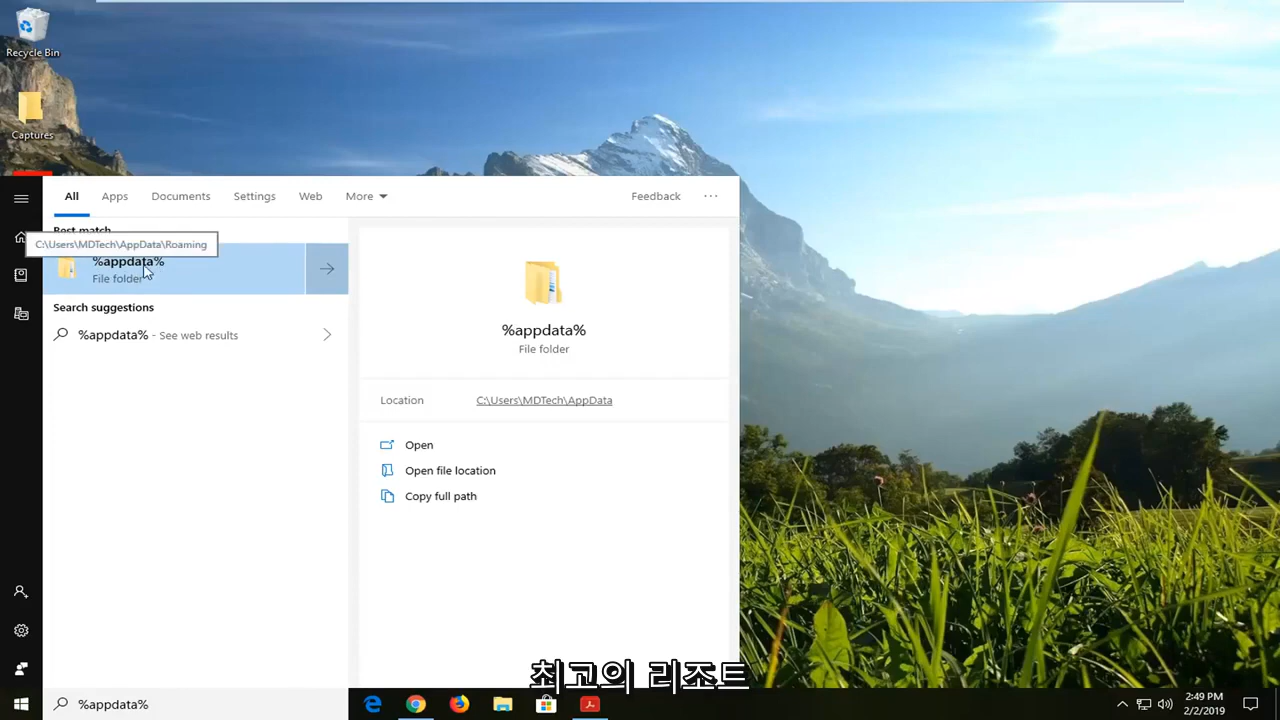 Recycle Bin
Captures
All
Apps
Documents
Settings
Web
More
Feedback
Best match
C:\Users\MDTech\AppData\Roaming
%appdata%
File folder
Search suggestions
%appdata% - See web results
%appdata%
File folder
Location
C:\Users\MDTech\AppData
Open
Open file location
Copy full path
최고의 리조트
%appdata%
2:49 PM
2/2/2019